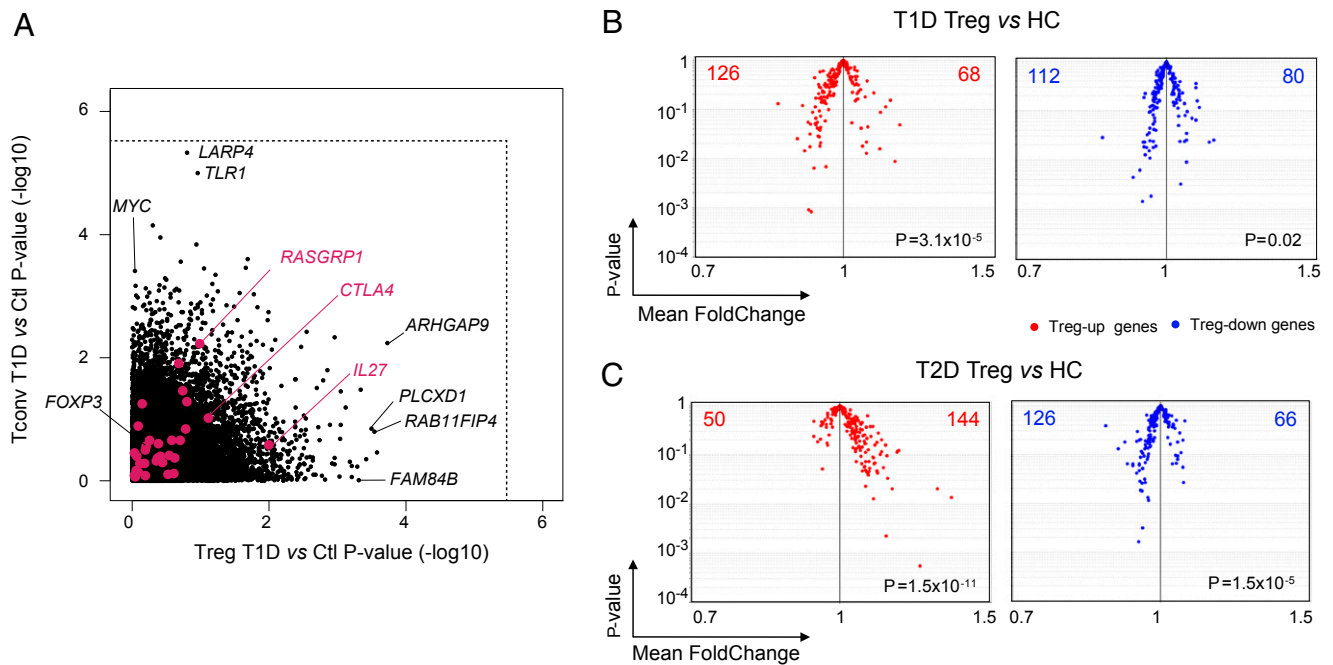 A
6
4
2
0
Tconv T1D vs Ctl P-value (-log10)
LARP4
TLR1
MYC
RASGRP1
CTLA4
ARHGAP9
IL27
FOXP3
PLCXD1
RAB11FIP4
FAM84B
0 2 4 6
Treg T1D vs Ctl P-value (-log10)
B
T1D Treg vs HC
1
10-1
10-2
10-3
10-4
P-value
126 68
P=3.1x10-5
0.7 1 1.5
112 80
P=0.02
0.7 1 1.5
Mean FoldChange
Treg-up genes Treg-down genes
C
T2D Treg vs HC
1
10-1
10-2
10-3
10-4
P-value
50 144
P=1.5x10-11
0.7 1 1.5
126 66
P=1.5x10-5
0.7 1 1.5
Mean FoldChange